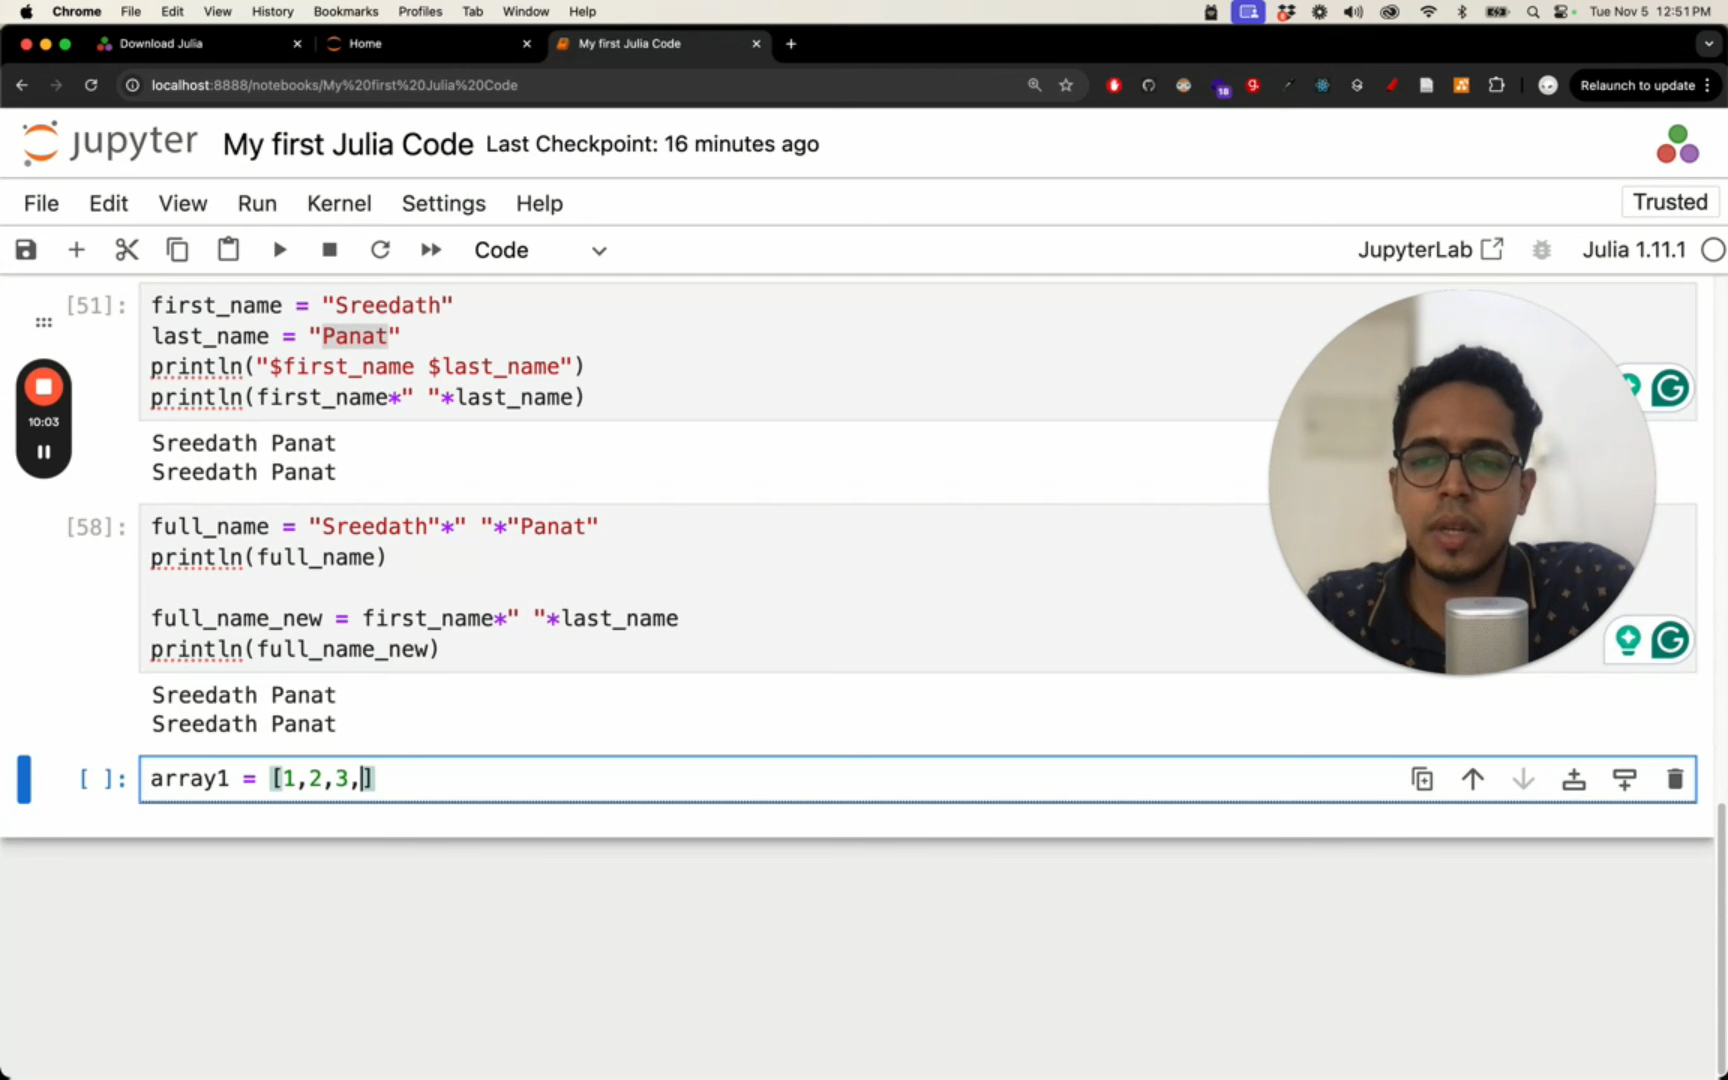 Chrome File Edit View History Bookmarks Profiles Tab Window Help Tue Nov 5 12:51 PM
Download Julia Home My first Julia Code
localhost:8888/notebooks/My%20first%20Julia%20Code 18 g. Relaunch to update
jupyter My first Julia Code Last Checkpoint: 16 minutes ago
File Edit View Run Kernel Settings Help Trusted
Code JupyterLab Julia 1.11.1
[51]: first_name = "Sreedath"
last_name = "Panat"
println("$first_name $last_name")
println(first_name*" "*last_name)
10:03
Sreedath Panat
Sreedath Panat
[58]: full_name = "Sreedath"*" "*"Panat"
println(full_name)
full_name_new = first_name*" "*last_name
println(full_name_new)
Sreedath Panat
Sreedath Panat
[ ]: array1 = [1,2,3,]